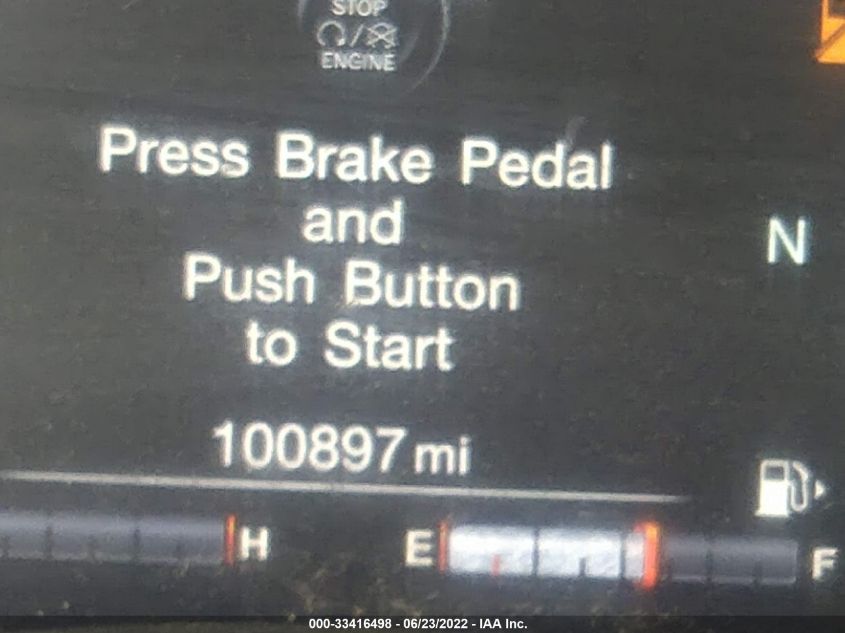 STOP
ENGINE
Press Brake Pedal
and
N
Push Button
to Start
100897 mi
H
E
F
000-33416498 - 06/23/2022 - IAA Inc.